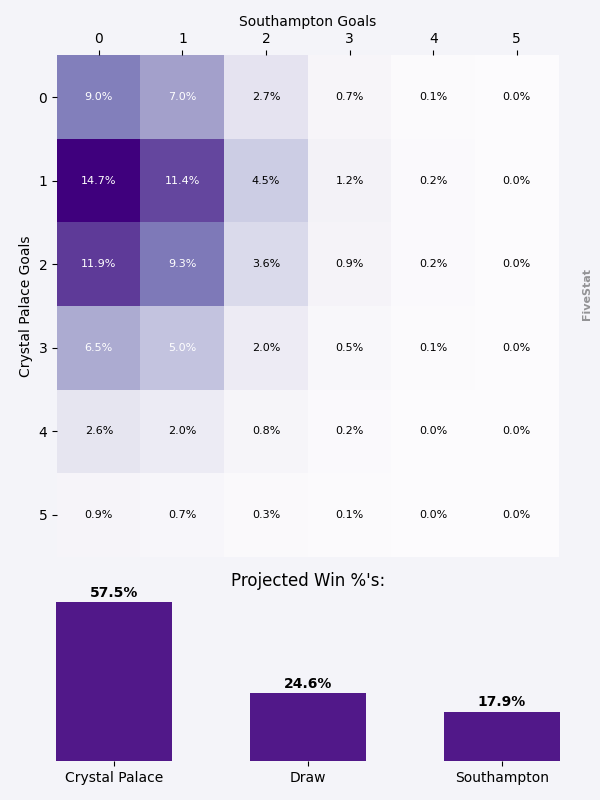 Southampton Goals
0 1 2 3 4 5
Crystal Palace Goals
0 9.0% 7.0% 2.7% 0.7% 0.1% 0.0%
1 14.7% 11.4% 4.5% 1.2% 0.2% 0.0%
2 11.9% 9.3% 3.6% 0.9% 0.2% 0.0%
3 6.5% 5.0% 2.0% 0.5% 0.1% 0.0%
4 2.6% 2.0% 0.8% 0.2% 0.0% 0.0%
5 0.9% 0.7% 0.3% 0.1% 0.0% 0.0%
FiveStat
Projected Win %'s:
57.5%
24.6%
17.9%
Crystal Palace Draw Southampton